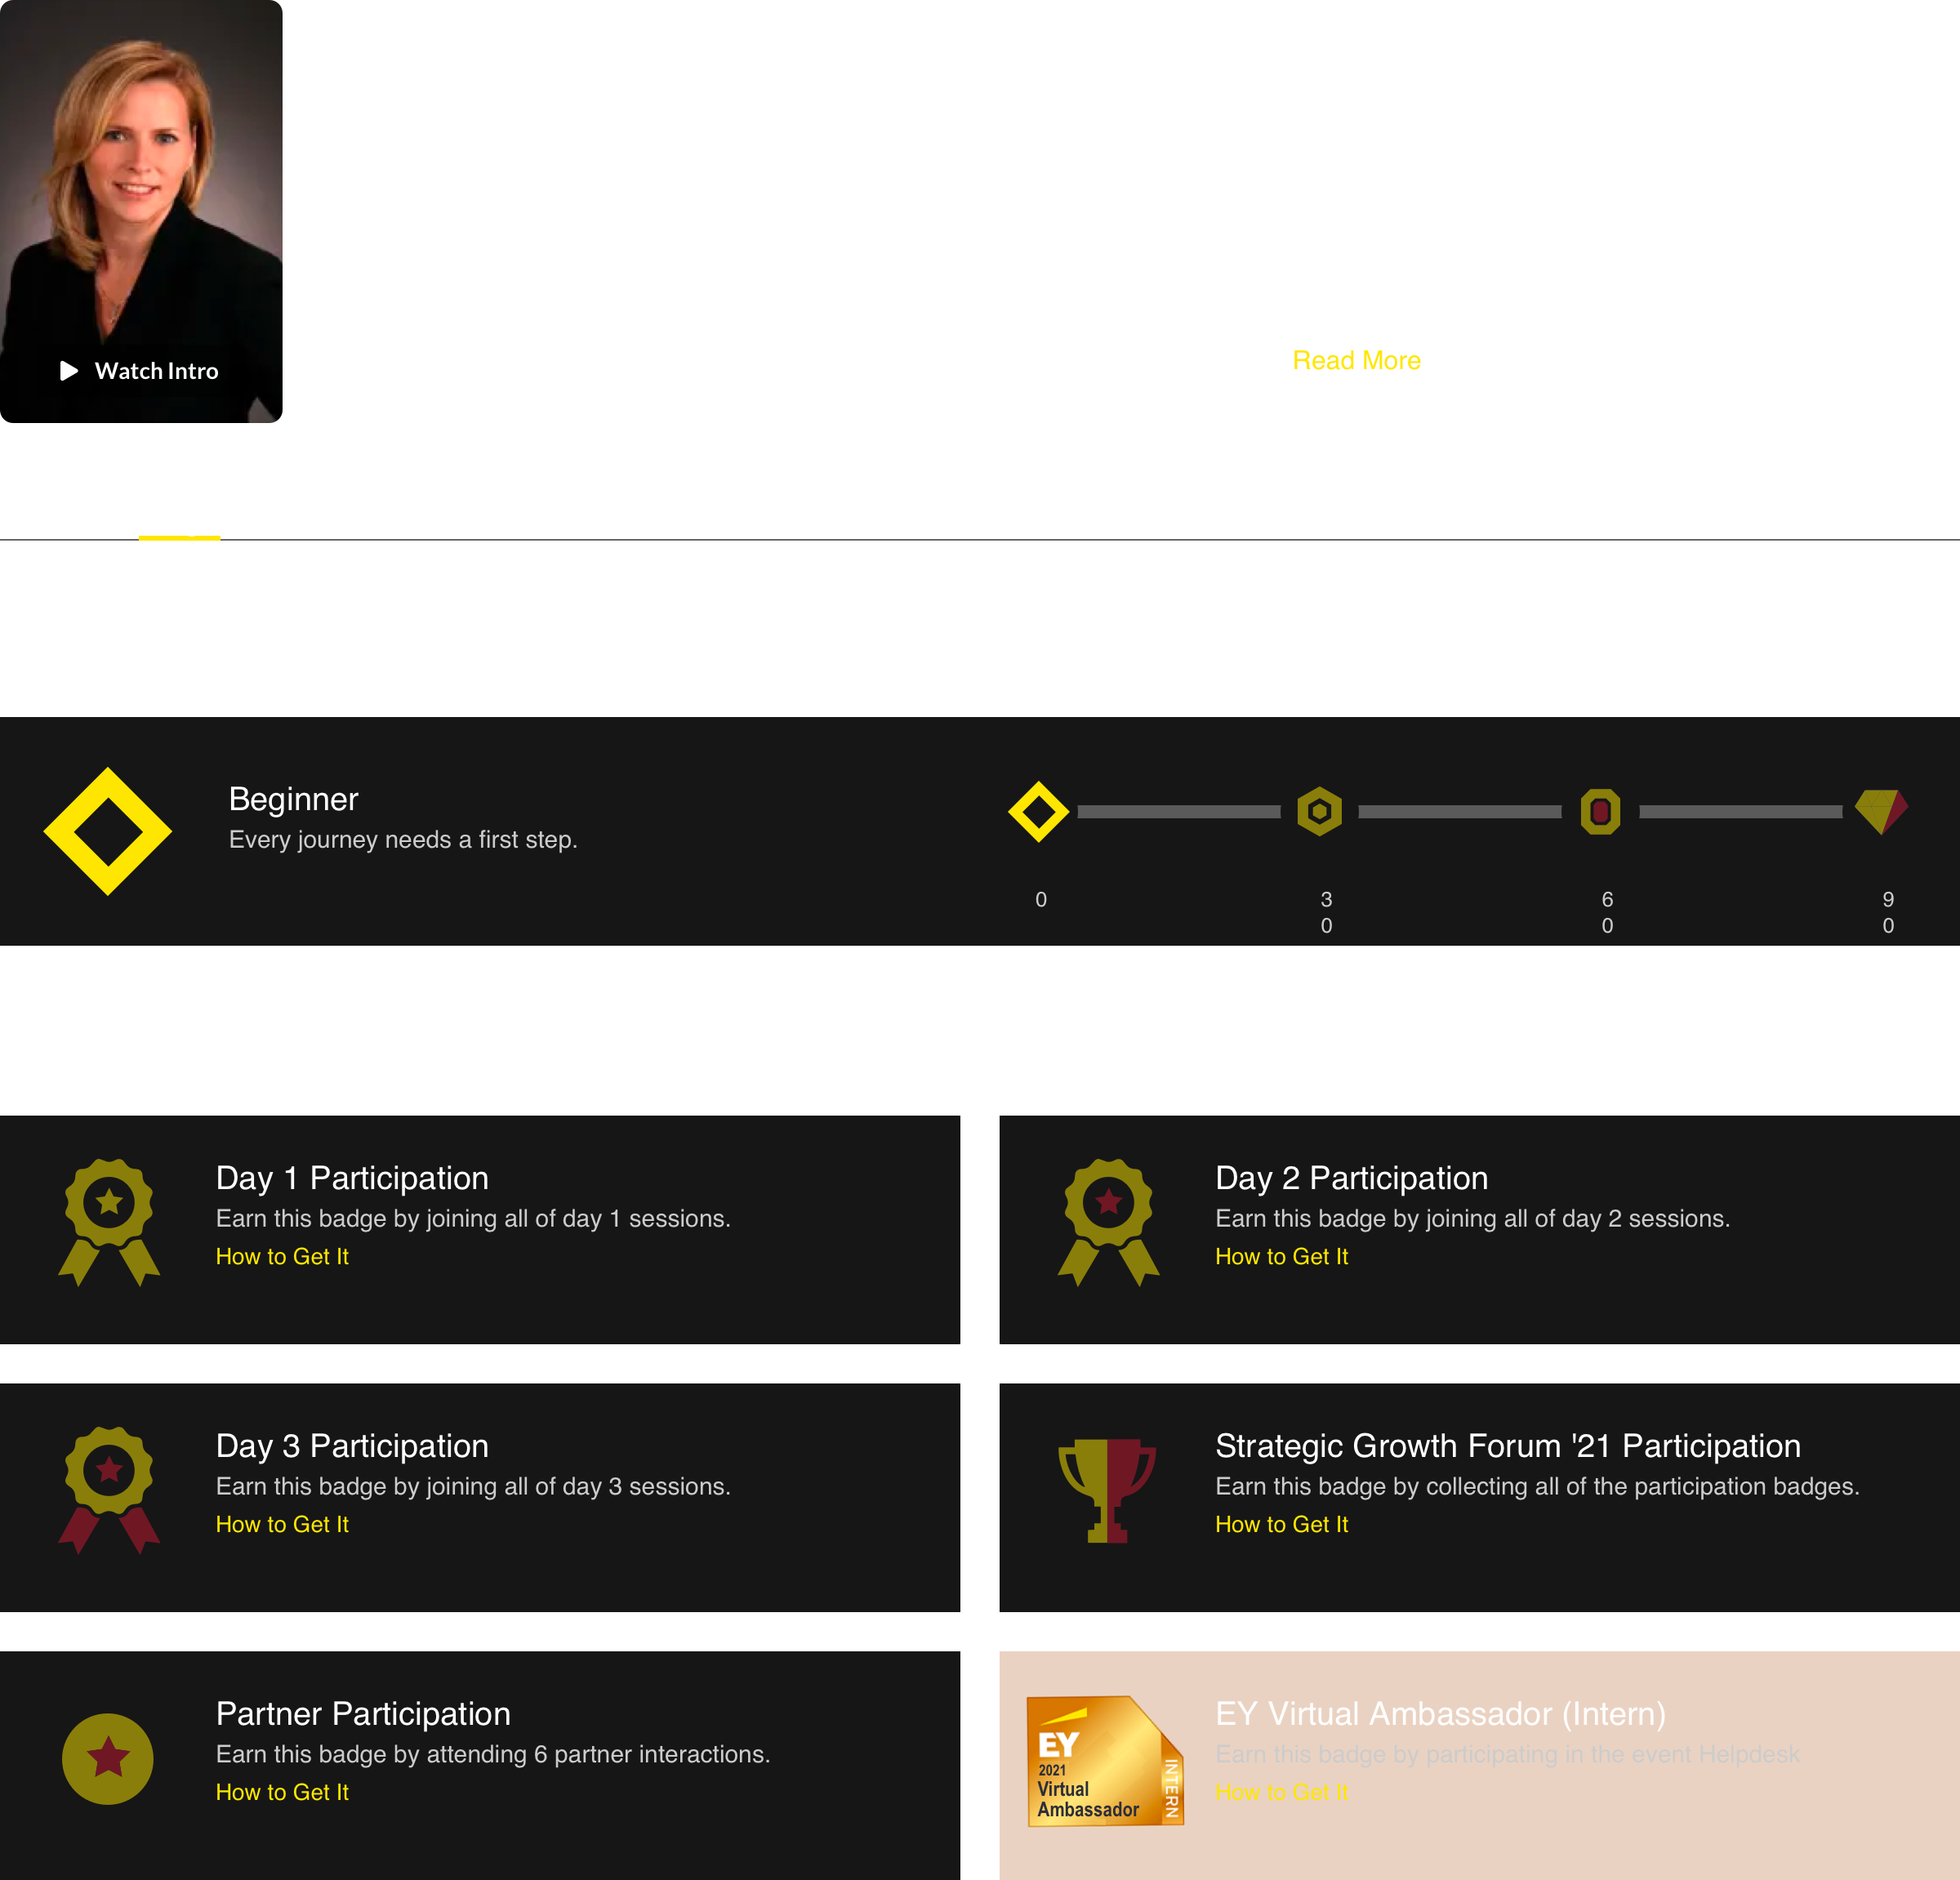 Watch Intro
Read More
Beginner
Every journey needs a first step.
0
3
0
6
0
9
0
Day 1 Participation
Earn this badge by joining all of day 1 sessions.
How to Get It
Day 2 Participation
Earn this badge by joining all of day 2 sessions.
How to Get It
Day 3 Participation
Earn this badge by joining all of day 3 sessions.
How to Get It
Strategic Growth Forum '21 Participation
Earn this badge by collecting all of the participation badges.
How to Get It
Partner Participation
Earn this badge by attending 6 partner interactions.
How to Get It
EY
2021
Virtual
Ambassador
INTERN
EY Virtual Ambassador (Intern)
Earn this badge by participating in the event Helpdesk
How to Get It